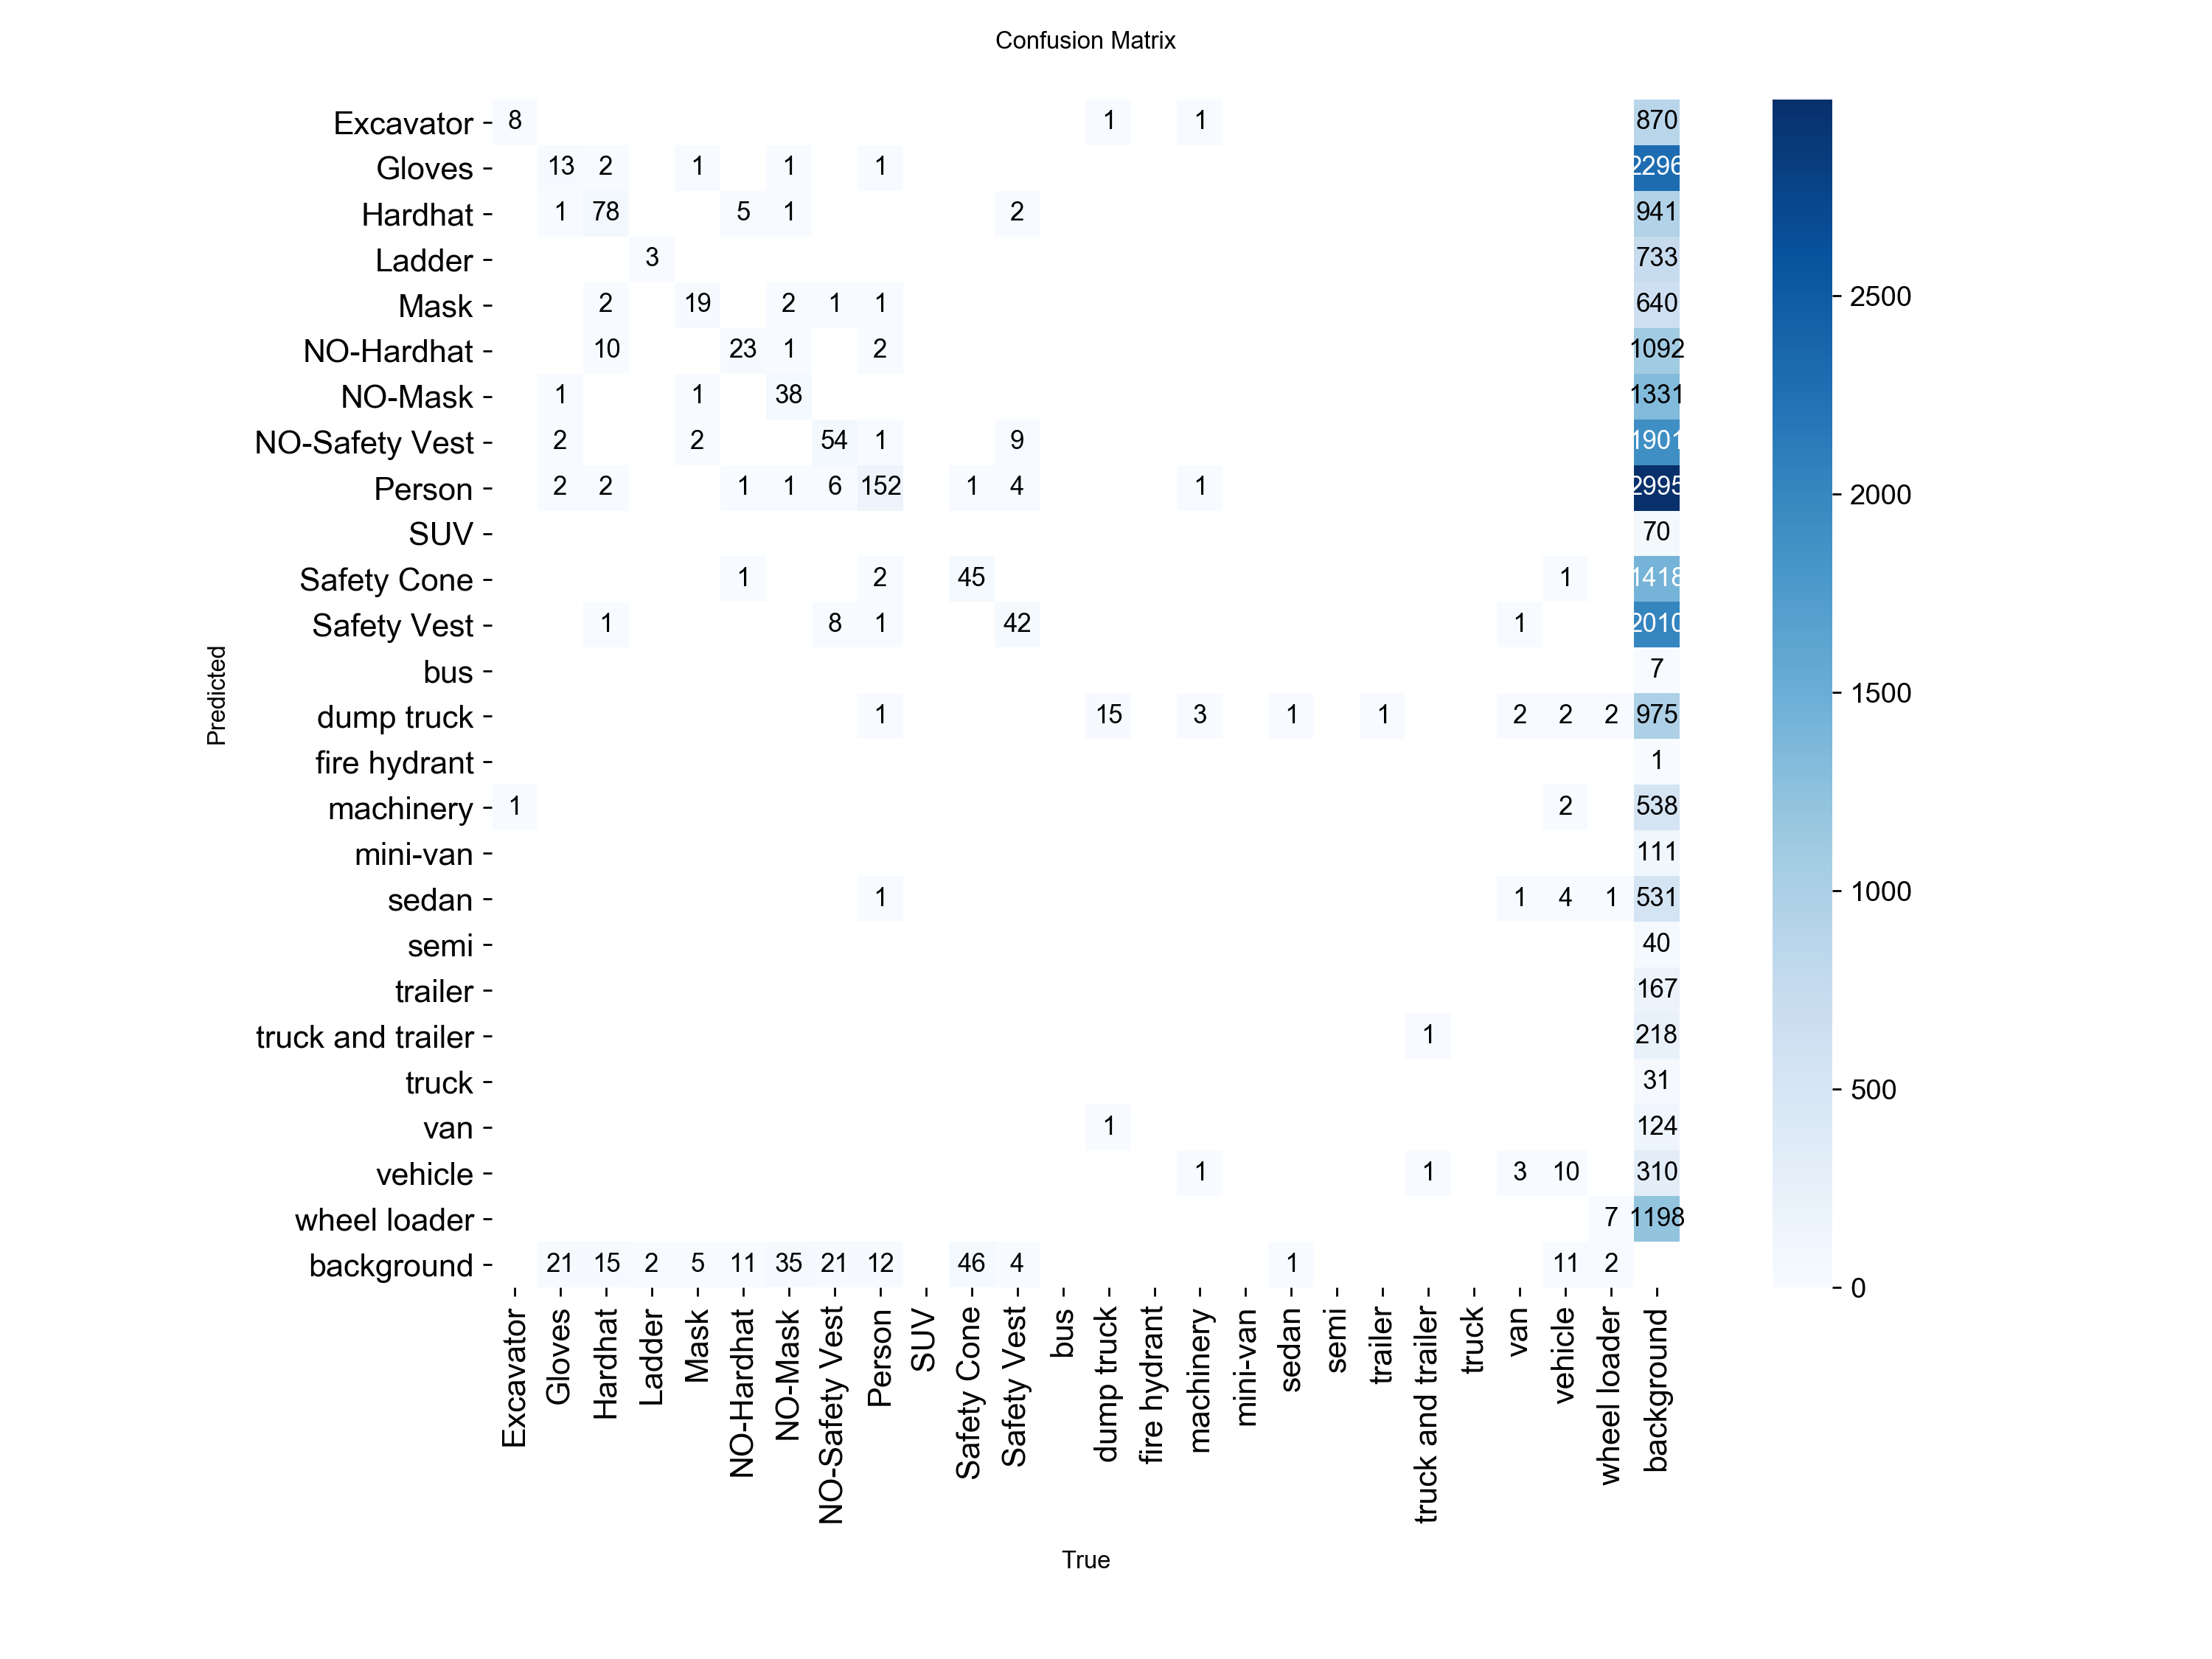 Confusion Matrix
Excavator 8 1 1 870
Gloves 13 2 1 1 1 2296
Hardhat 1 78 5 1 2 941
Ladder 3 733
Mask 2 19 2 1 1 640
NO-Hardhat 10 23 1 2 1092
NO-Mask 1 1 38 1331
NO-Safety Vest 2 2 54 1 9 1901
Person 2 2 1 1 6 152 1 4 1 2995
SUV 70
Safety Cone 1 2 45 1 1418
Safety Vest 1 8 1 42 1 2010
bus 7
dump truck 1 15 3 1 1 2 2 2 975
fire hydrant 1
machinery 1 2 538
mini-van 111
sedan 1 1 4 1 531
semi 40
trailer 167
truck and trailer 1 218
truck 31
van 1 124
vehicle 1 1 3 10 310
wheel loader 7 1198
background 21 15 2 5 11 35 21 12 46 4 1 11 2
Excavator
Gloves
Hardhat
Ladder
Mask
NO-Hardhat
NO-Mask
NO-Safety Vest
Person
SUV
Safety Cone
Safety Vest
bus
dump truck
fire hydrant
machinery
mini-van
sedan
semi
trailer
truck and trailer
truck
van
vehicle
wheel loader
background
True
Predicted
2500
2000
1500
1000
500
0